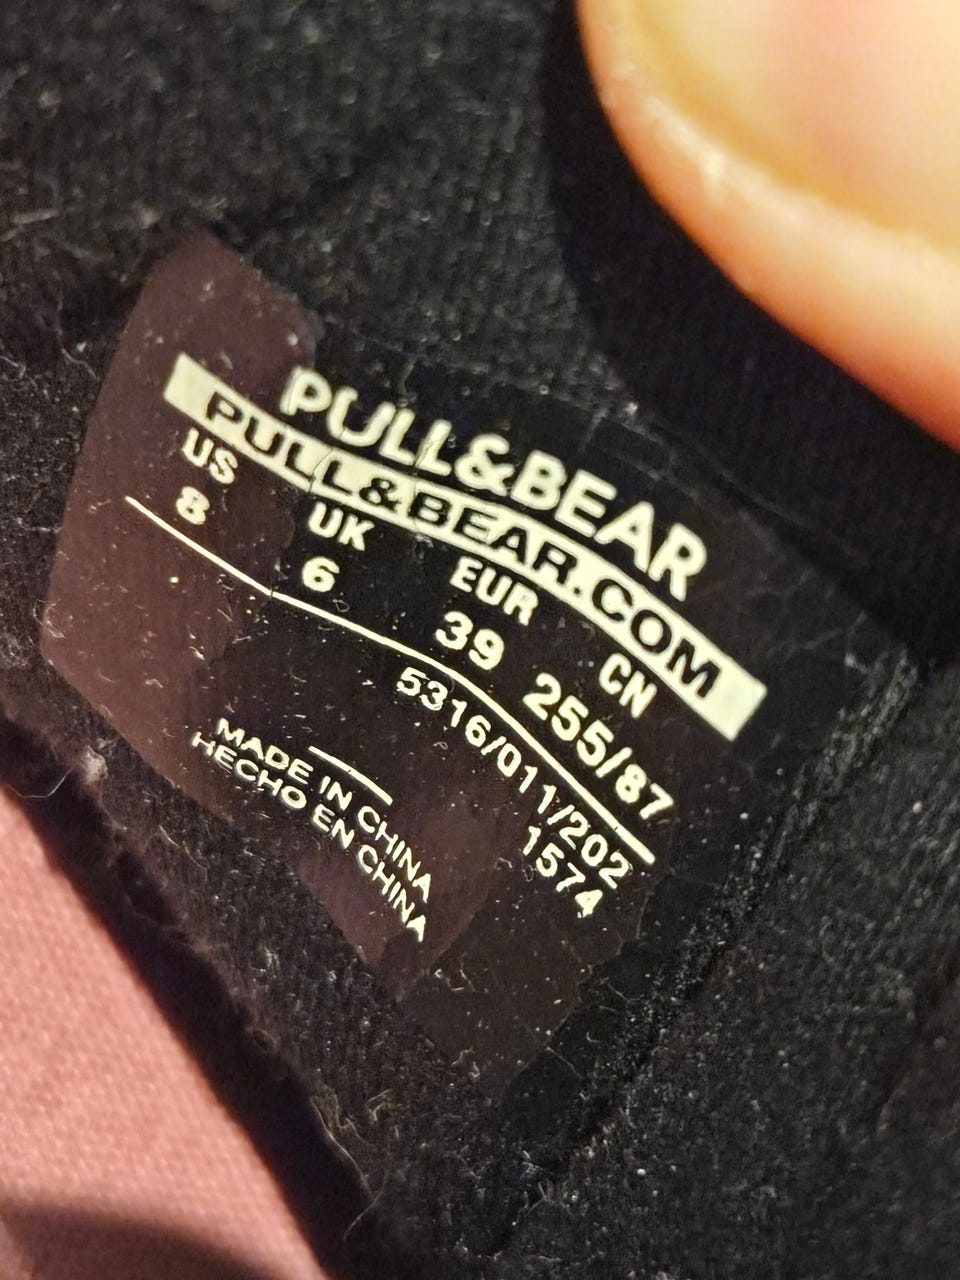 PULL&BEAR
PULL&BEAR.COM
US UK EUR CN
8 6 39 255/87
5316/011/202
1574
MADE IN CHINA
HECHO EN CHINA